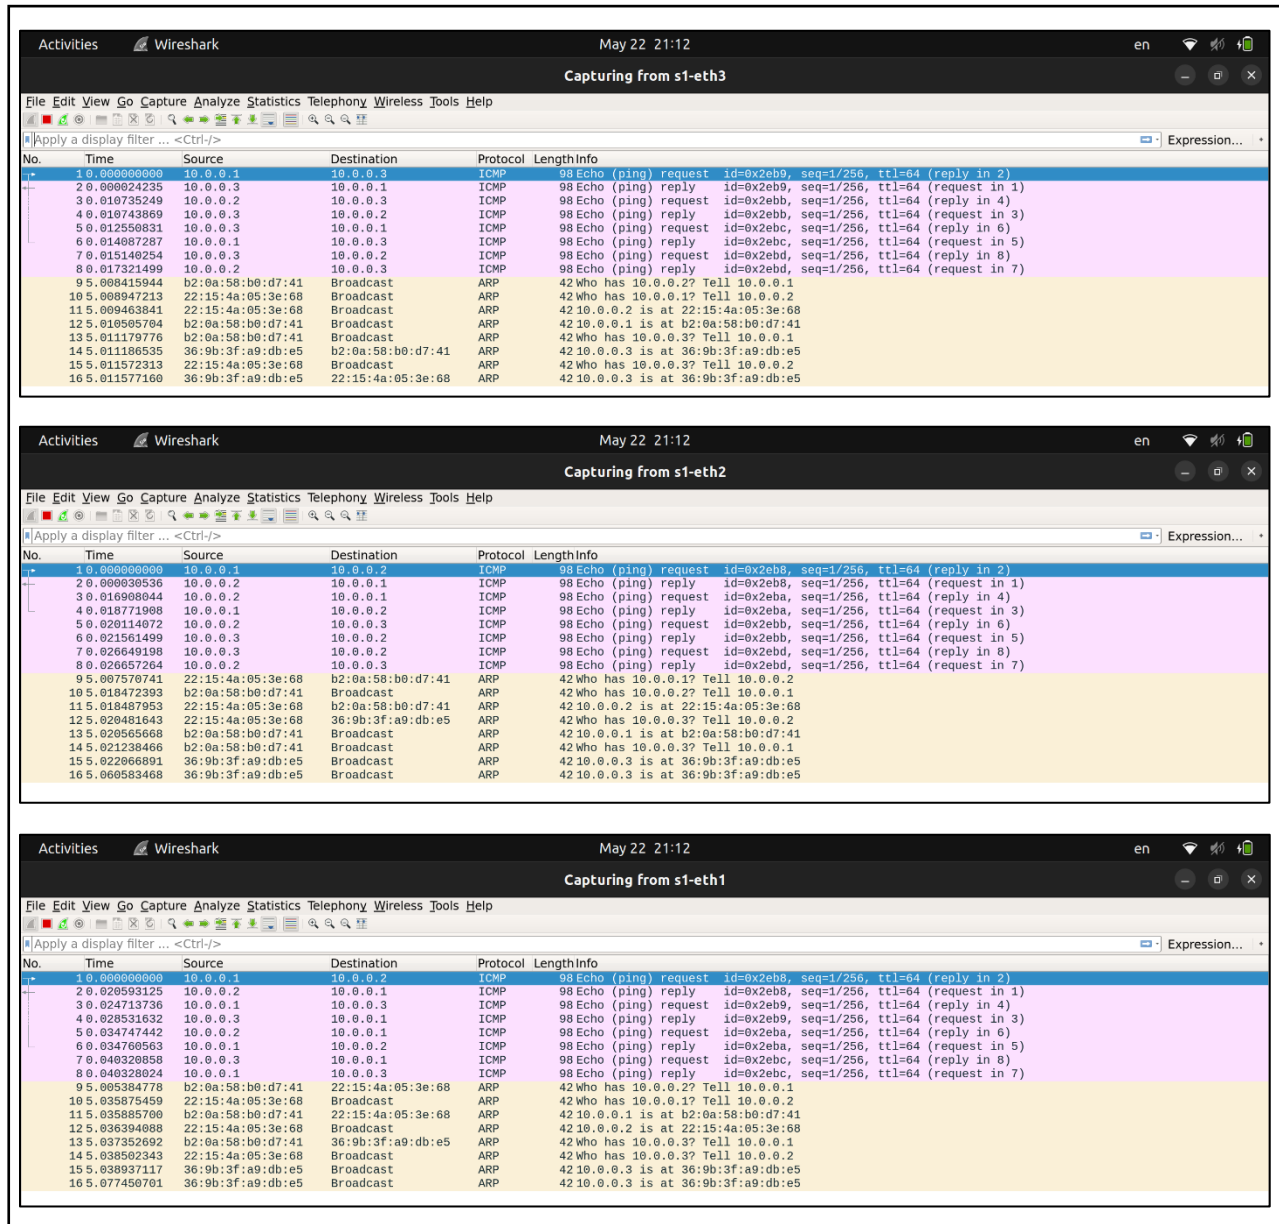 Activities Wireshark May 22 21:12 en
Capturing from s1-eth3
File Edit View Go Capture Analyze Statistics Telephony Wireless Tools Help
Apply a display filter ... <Ctrl-/> Expression... +
No. Time Source Destination Protocol Length Info
1 0.000000000 10.0.0.1 10.0.0.3 ICMP 98 Echo (ping) request id=0x2eb9, seq=1/256, ttl=64 (reply in 2)
2 0.000024235 10.0.0.3 10.0.0.1 ICMP 98 Echo (ping) reply id=0x2eb9, seq=1/256, ttl=64 (request in 1)
3 0.010735249 10.0.0.2 10.0.0.3 ICMP 98 Echo (ping) request id=0x2ebb, seq=1/256, ttl=64 (reply in 4)
4 0.010743869 10.0.0.3 10.0.0.2 ICMP 98 Echo (ping) reply id=0x2ebb, seq=1/256, ttl=64 (request in 3)
5 0.012550831 10.0.0.3 10.0.0.1 ICMP 98 Echo (ping) request id=0x2ebc, seq=1/256, ttl=64 (reply in 6)
6 0.014087287 10.0.0.1 10.0.0.3 ICMP 98 Echo (ping) reply id=0x2ebc, seq=1/256, ttl=64 (request in 5)
7 0.015140254 10.0.0.3 10.0.0.2 ICMP 98 Echo (ping) request id=0x2ebd, seq=1/256, ttl=64 (reply in 8)
8 0.017321499 10.0.0.2 10.0.0.3 ICMP 98 Echo (ping) reply id=0x2ebd, seq=1/256, ttl=64 (request in 7)
9 5.008415944 b2:0a:58:b0:d7:41 Broadcast ARP 42 Who has 10.0.0.2? Tell 10.0.0.1
10 5.008947213 22:15:4a:05:3e:68 Broadcast ARP 42 Who has 10.0.0.1? Tell 10.0.0.2
11 5.009463841 22:15:4a:05:3e:68 Broadcast ARP 42 10.0.0.2 is at 22:15:4a:05:3e:68
12 5.010505704 b2:0a:58:b0:d7:41 Broadcast ARP 42 10.0.0.1 is at b2:0a:58:b0:d7:41
13 5.011179776 b2:0a:58:b0:d7:41 Broadcast ARP 42 Who has 10.0.0.3? Tell 10.0.0.1
14 5.011186535 36:9b:3f:a9:db:e5 b2:0a:58:b0:d7:41 ARP 42 10.0.0.3 is at 36:9b:3f:a9:db:e5
15 5.011572313 22:15:4a:05:3e:68 Broadcast ARP 42 Who has 10.0.0.3? Tell 10.0.0.2
16 5.011577160 36:9b:3f:a9:db:e5 22:15:4a:05:3e:68 ARP 42 10.0.0.3 is at 36:9b:3f:a9:db:e5
Activities Wireshark May 22 21:12 en
Capturing from s1-eth2
File Edit View Go Capture Analyze Statistics Telephony Wireless Tools Help
Apply a display filter ... <Ctrl-/> Expression... +
No. Time Source Destination Protocol Length Info
1 0.000000000 10.0.0.1 10.0.0.2 ICMP 98 Echo (ping) request id=0x2eb8, seq=1/256, ttl=64 (reply in 2)
2 0.000030536 10.0.0.2 10.0.0.1 ICMP 98 Echo (ping) reply id=0x2eb8, seq=1/256, ttl=64 (request in 1)
3 0.016908044 10.0.0.2 10.0.0.1 ICMP 98 Echo (ping) request id=0x2eba, seq=1/256, ttl=64 (reply in 4)
4 0.018771908 10.0.0.1 10.0.0.2 ICMP 98 Echo (ping) reply id=0x2eba, seq=1/256, ttl=64 (request in 3)
5 0.020114072 10.0.0.2 10.0.0.3 ICMP 98 Echo (ping) request id=0x2ebb, seq=1/256, ttl=64 (reply in 6)
6 0.021561499 10.0.0.3 10.0.0.2 ICMP 98 Echo (ping) reply id=0x2ebb, seq=1/256, ttl=64 (request in 5)
7 0.026649198 10.0.0.3 10.0.0.2 ICMP 98 Echo (ping) request id=0x2ebd, seq=1/256, ttl=64 (reply in 8)
8 0.026657264 10.0.0.2 10.0.0.3 ICMP 98 Echo (ping) reply id=0x2ebd, seq=1/256, ttl=64 (request in 7)
9 5.007570741 22:15:4a:05:3e:68 b2:0a:58:b0:d7:41 ARP 42 Who has 10.0.0.1? Tell 10.0.0.2
10 5.018472393 b2:0a:58:b0:d7:41 Broadcast ARP 42 Who has 10.0.0.2? Tell 10.0.0.1
11 5.018487953 22:15:4a:05:3e:68 b2:0a:58:b0:d7:41 ARP 42 10.0.0.2 is at 22:15:4a:05:3e:68
12 5.020481643 22:15:4a:05:3e:68 36:9b:3f:a9:db:e5 ARP 42 Who has 10.0.0.3? Tell 10.0.0.2
13 5.020565668 b2:0a:58:b0:d7:41 Broadcast ARP 42 10.0.0.1 is at b2:0a:58:b0:d7:41
14 5.021238466 b2:0a:58:b0:d7:41 Broadcast ARP 42 Who has 10.0.0.3? Tell 10.0.0.1
15 5.022066891 36:9b:3f:a9:db:e5 Broadcast ARP 42 10.0.0.3 is at 36:9b:3f:a9:db:e5
16 5.060583468 36:9b:3f:a9:db:e5 Broadcast ARP 42 10.0.0.3 is at 36:9b:3f:a9:db:e5
Activities Wireshark May 22 21:12 en
Capturing from s1-eth1
File Edit View Go Capture Analyze Statistics Telephony Wireless Tools Help
Apply a display filter ... <Ctrl-/> Expression... +
No. Time Source Destination Protocol Length Info
1 0.000000000 10.0.0.1 10.0.0.2 ICMP 98 Echo (ping) request id=0x2eb8, seq=1/256, ttl=64 (reply in 2)
2 0.020593125 10.0.0.2 10.0.0.1 ICMP 98 Echo (ping) reply id=0x2eb8, seq=1/256, ttl=64 (request in 1)
3 0.024713736 10.0.0.1 10.0.0.3 ICMP 98 Echo (ping) request id=0x2eb9, seq=1/256, ttl=64 (reply in 4)
4 0.028531632 10.0.0.3 10.0.0.1 ICMP 98 Echo (ping) reply id=0x2eb9, seq=1/256, ttl=64 (request in 3)
5 0.034747442 10.0.0.2 10.0.0.1 ICMP 98 Echo (ping) request id=0x2eba, seq=1/256, ttl=64 (reply in 6)
6 0.034760563 10.0.0.1 10.0.0.2 ICMP 98 Echo (ping) reply id=0x2eba, seq=1/256, ttl=64 (request in 5)
7 0.040320858 10.0.0.3 10.0.0.1 ICMP 98 Echo (ping) request id=0x2ebc, seq=1/256, ttl=64 (reply in 8)
8 0.040328024 10.0.0.1 10.0.0.3 ICMP 98 Echo (ping) reply id=0x2ebc, seq=1/256, ttl=64 (request in 7)
9 5.005384778 b2:0a:58:b0:d7:41 22:15:4a:05:3e:68 ARP 42 Who has 10.0.0.2? Tell 10.0.0.1
10 5.035875459 22:15:4a:05:3e:68 Broadcast ARP 42 Who has 10.0.0.1? Tell 10.0.0.2
11 5.035885700 b2:0a:58:b0:d7:41 22:15:4a:05:3e:68 ARP 42 10.0.0.1 is at b2:0a:58:b0:d7:41
12 5.036394088 22:15:4a:05:3e:68 Broadcast ARP 42 10.0.0.2 is at 22:15:4a:05:3e:68
13 5.037352692 b2:0a:58:b0:d7:41 36:9b:3f:a9:db:e5 ARP 42 Who has 10.0.0.3? Tell 10.0.0.1
14 5.038502343 22:15:4a:05:3e:68 Broadcast ARP 42 Who has 10.0.0.3? Tell 10.0.0.2
15 5.038937117 36:9b:3f:a9:db:e5 Broadcast ARP 42 10.0.0.3 is at 36:9b:3f:a9:db:e5
16 5.077450701 36:9b:3f:a9:db:e5 Broadcast ARP 42 10.0.0.3 is at 36:9b:3f:a9:db:e5